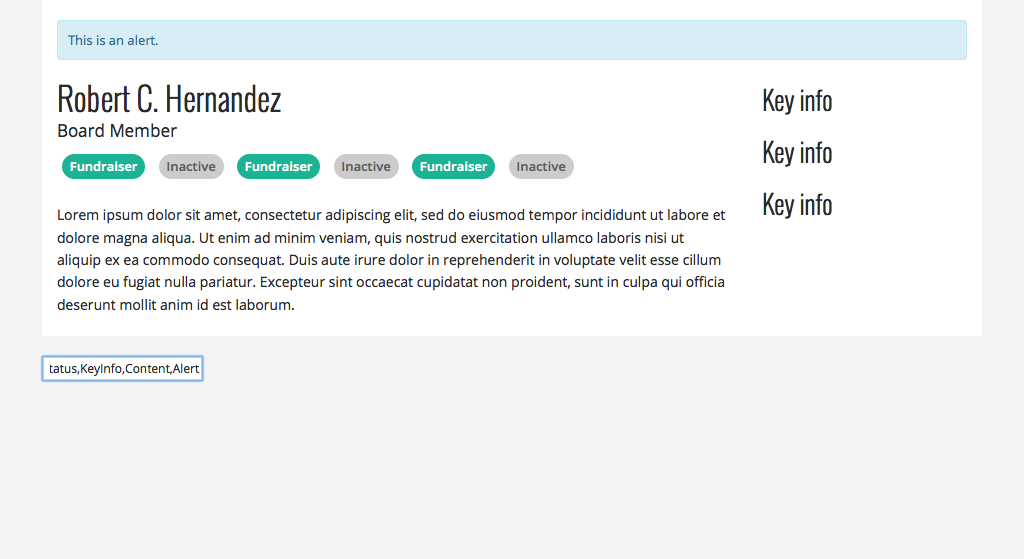 This is an alert.
Robert C. Hernandez
Board Member
Fundraiser Inactive Fundraiser Inactive Fundraiser Inactive
Lorem ipsum dolor sit amet, consectetur adipiscing elit, sed do eiusmod tempor incididunt ut labore et
dolore magna aliqua. Ut enim ad minim veniam, quis nostrud exercitation ullamco laboris nisi ut
aliquip ex ea commodo consequat. Duis aute irure dolor in reprehenderit in voluptate velit esse cillum
dolore eu fugiat nulla pariatur. Excepteur sint occaecat cupidatat non proident, sunt in culpa qui officia
deserunt mollit anim id est laborum.
Key info
Key info
Key info
tatus,KeyInfo,Content,Alert